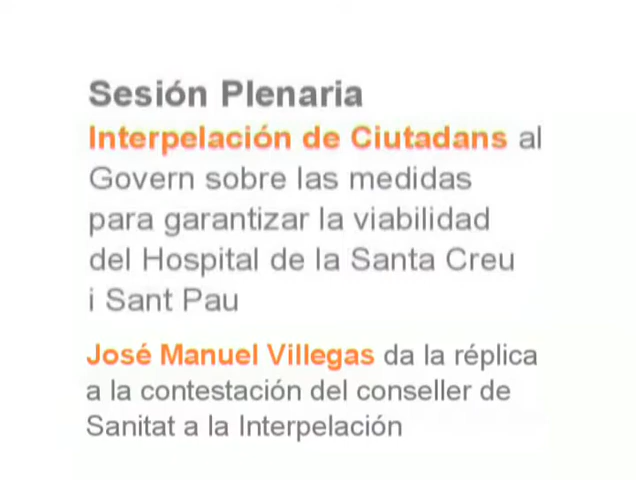 Sesión Plenaria
Interpelación de Ciutadans al
Govern sobre las medidas
para garantizar la viabilidad
del Hospital de la Santa Creu
i Sant Pau
José Manuel Villegas da la réplica
a la contestación del conseller de
Sanitat a la Interpelación